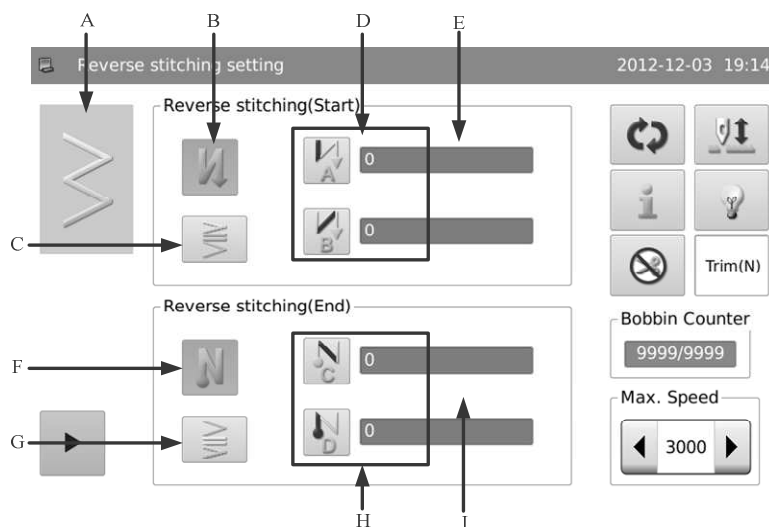 A B D E
Reverse stitching setting 2012-12-03 19:14
Reverse stitching(Start)
A 0
C
B 0
Trim(N)
Reverse stitching(End)
Bobbin Counter
9999/9999
F
C 0
Max. Speed
G
D 0
3000
H I